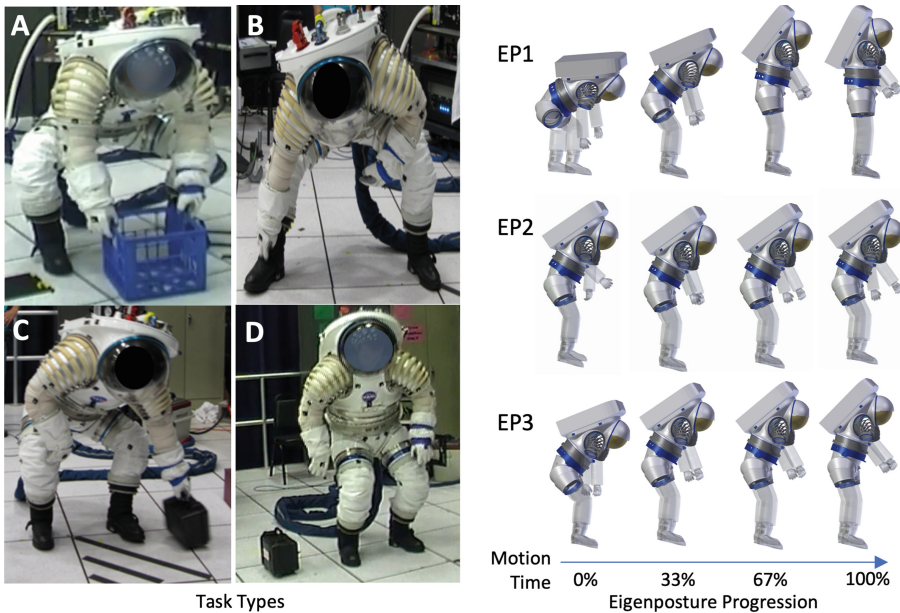 A
B
C
D
Task Types
EP1
EP2
EP3
Motion
Time
0%
33%
67%
100%
Eigenposture Progression